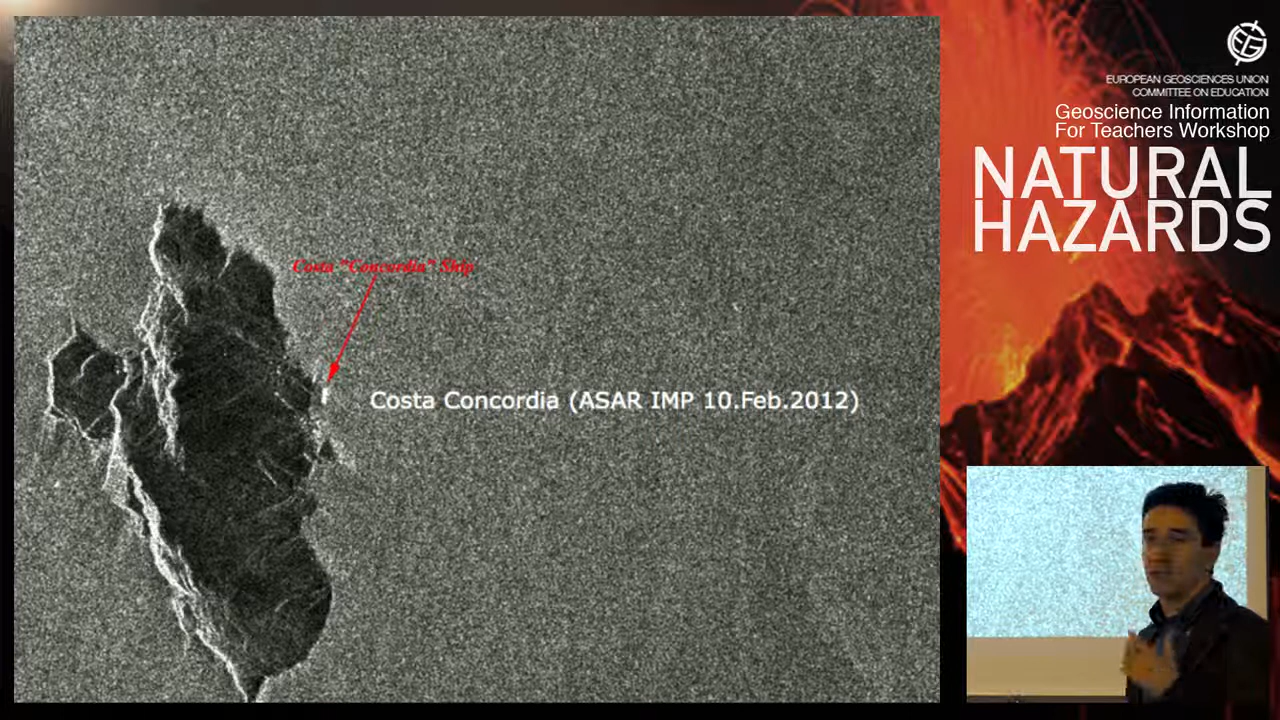 Costa "Concordia" Ship
Costa Concordia (ASAR IMP 10.Feb.2012)
EUROPEAN GEOSCIENCES UNION
COMMITTEE ON EDUCATION
Geoscience Information
For Teachers Workshop
NATURAL
HAZARDS